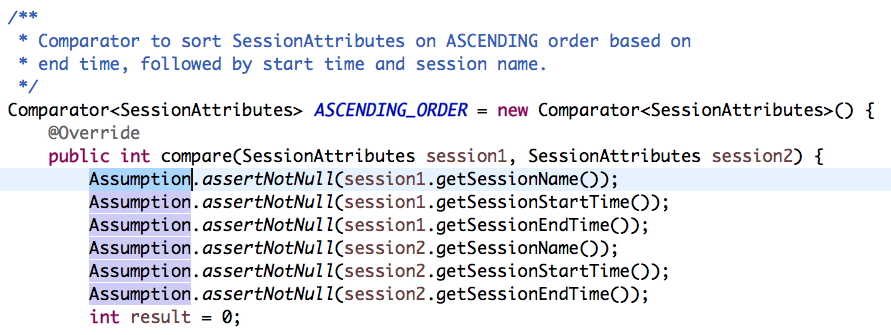 /**
 * Comparator to sort SessionAttributes on ASCENDING order based on
 * end time, followed by start time and session name.
 */
Comparator<SessionAttributes> ASCENDING_ORDER = new Comparator<SessionAttributes>() {
    @Override
    public int compare(SessionAttributes session1, SessionAttributes session2) {
        Assumption.assertNotNull(session1.getSessionName());
        Assumption.assertNotNull(session1.getSessionStartTime());
        Assumption.assertNotNull(session1.getSessionEndTime());
        Assumption.assertNotNull(session2.getSessionName());
        Assumption.assertNotNull(session2.getSessionStartTime());
        Assumption.assertNotNull(session2.getSessionEndTime());
        int result = 0;